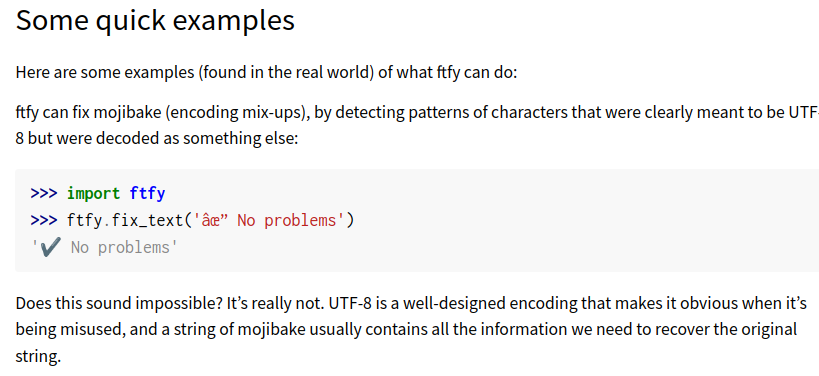 Some quick examples
Here are some examples (found in the real world) of what ftfy can do:
ftfy can fix mojibake (encoding mix-ups), by detecting patterns of characters that were clearly meant to be UTF-
8 but were decoded as something else:
>>> import ftfy
>>> ftfy.fix_text('âœ” No problems')
'✔ No problems'
Does this sound impossible? It’s really not. UTF-8 is a well-designed encoding that makes it obvious when it’s
being misused, and a string of mojibake usually contains all the information we need to recover the original
string.